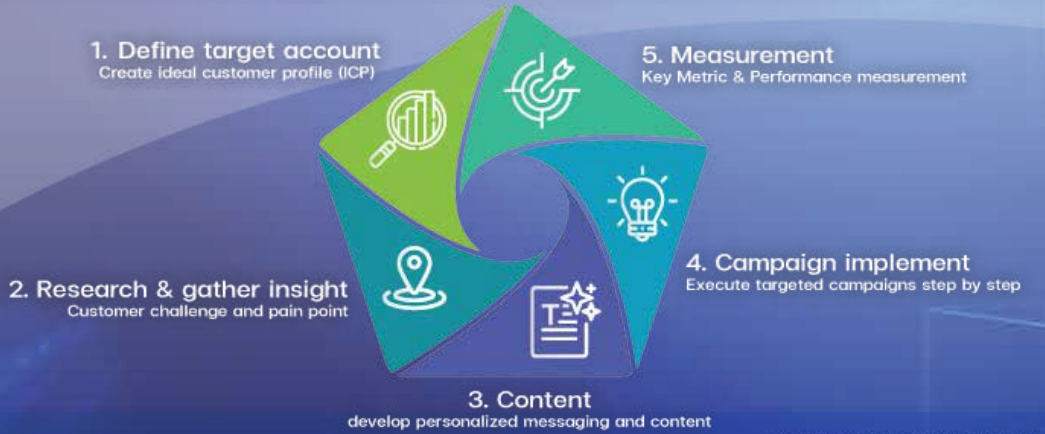 1. Define target account
Create ideal customer profile (ICP)
5. Measurement
Key Metric & Performance measurement
2. Research & gather insight
Customer challenge and pain point
4. Campaign implement
Execute targeted campaigns step by step
T
3. Content
develop personalized messaging and content